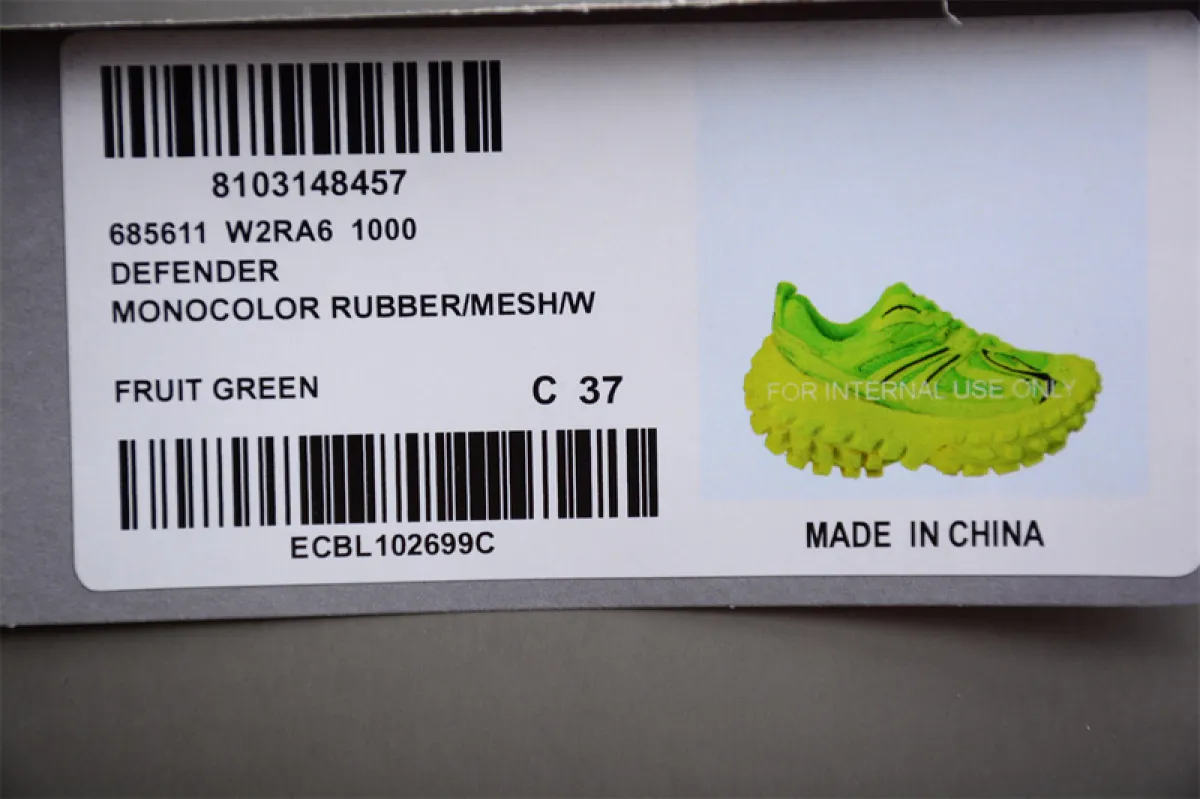 8103148457
685611 W2RA6 1000
DEFENDER
MONOCOLOR RUBBER/MESH/W
FRUIT GREEN C 37
FOR INTERNAL USE ONLY
ECBL102699C
MADE IN CHINA